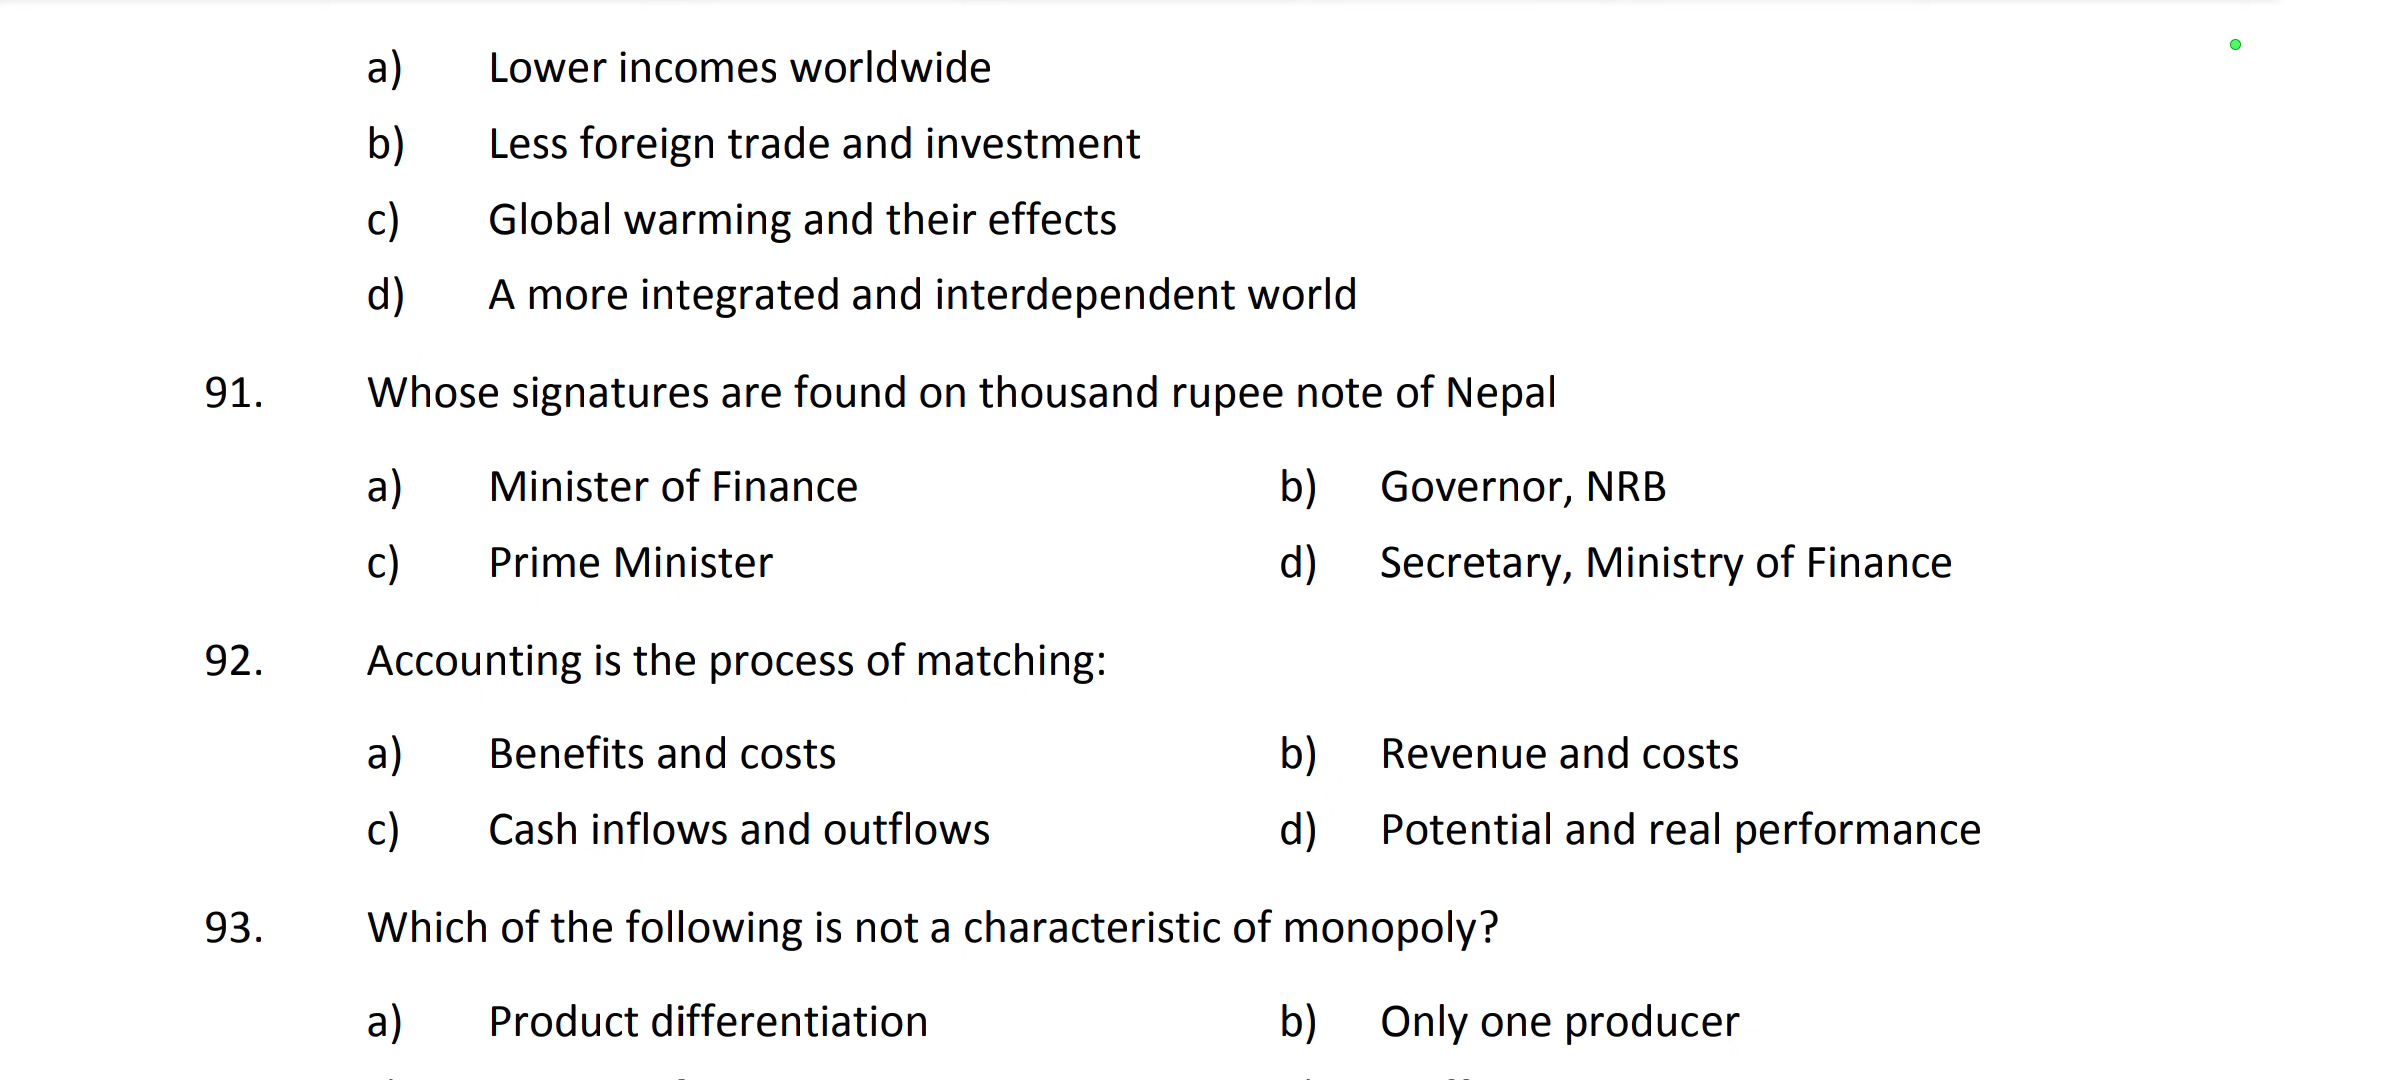 a) Lower incomes worldwide
b) Less foreign trade and investment
c) Global warming and their effects
d) A more integrated and interdependent world
91. Whose signatures are found on thousand rupee note of Nepal
a) Minister of Finance b) Governor, NRB
c) Prime Minister d) Secretary, Ministry of Finance
92. Accounting is the process of matching:
a) Benefits and costs b) Revenue and costs
c) Cash inflows and outflows d) Potential and real performance
93. Which of the following is not a characteristic of monopoly?
a) Product differentiation b) Only one producer